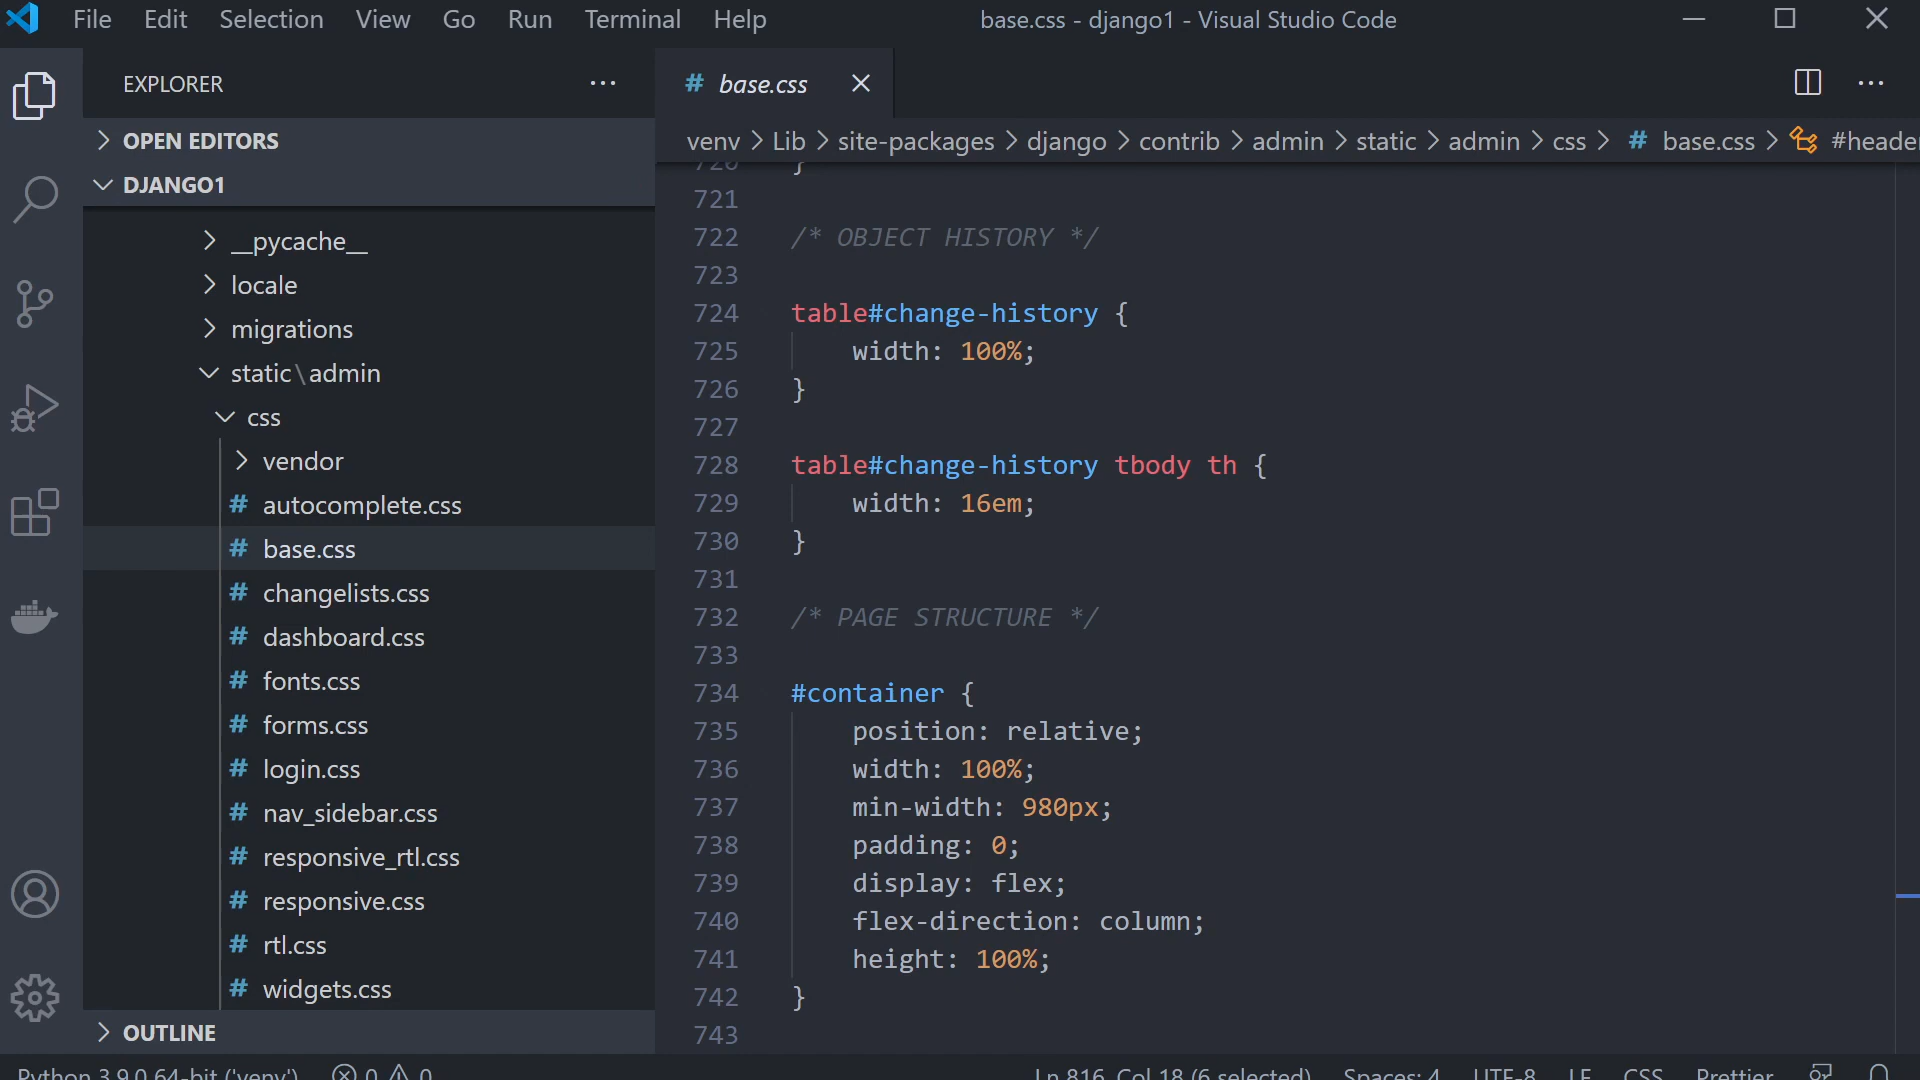 File Edit Selection View Go Run Terminal Help
base.css - django1 - Visual Studio Code
EXPLORER
OPEN EDITORS
DJANGO1
__pycache__
locale
migrations
static\admin
css
vendor
# autocomplete.css
# base.css
# changelists.css
# dashboard.css
# fonts.css
# forms.css
# login.css
# nav_sidebar.css
# responsive_rtl.css
# responsive.css
# rtl.css
# widgets.css
OUTLINE
# base.css
venv > Lib > site-packages > django > contrib > admin > static > admin > css > # base.css > #header
720 }
721
722 /* OBJECT HISTORY */
723
724 table#change-history {
725 width: 100%;
726 }
727
728 table#change-history tbody th {
729 width: 16em;
730 }
731
732 /* PAGE STRUCTURE */
733
734 #container {
735 position: relative;
736 width: 100%;
737 min-width: 980px;
738 padding: 0;
739 display: flex;
740 flex-direction: column;
741 height: 100%;
742 }
743
Python 3.9.0 64-bit ('venv') 0 0 Ln 816, Col 18 (6 selected) Spaces: 4 UTF-8 LF CSS Prettier